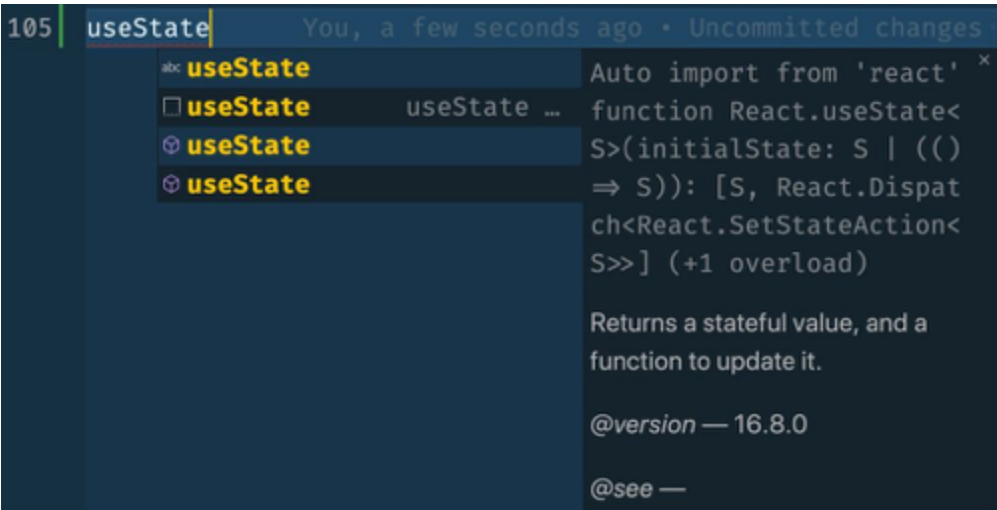 105 useState You, a few seconds ago • Uncommitted changes
abc useState
useState useState …
useState
useState
Auto import from 'react' ×
function React.useState<
S>(initialState: S | (()
⇒ S)): [S, React.Dispat
ch<React.SetStateAction<
S>>] (+1 overload)
Returns a stateful value, and a
function to update it.
@version — 16.8.0
@see —